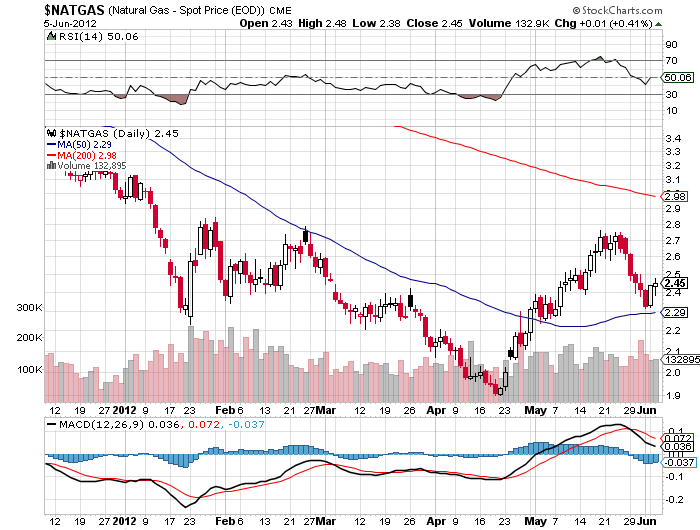 $NATGAS (Natural Gas - Spot Price (EOD)) CME © StockCharts.com
5-Jun-2012 Open 2.43 High 2.48 Low 2.38 Close 2.45 Volume 132.9K Chg +0.01 (+0.41%)
RSI(14) 50.06
90
70
50.06
30
10
$NATGAS (Daily) 2.45
MA(50) 2.29
MA(200) 2.98
Volume 132,895
3.4
3.3
3.2
3.1
2.98
2.9
2.8
2.7
2.6
2.5
2.45
2.4
2.29
2.2
2.1
132895
2.0
1.9
300K
200K
100K
12 19 27 2012 9 17 23 Feb 6 13 21 27 Mar 12 19 26 Apr 9 16 23 May 7 14 21 29 Jun
MACD(12,26,9) 0.036, 0.072, -0.037
0.1
0.072
0.036
-0.037
-0.1
-0.2
12 19 27 2012 9 17 23 Feb 6 13 21 27 Mar 12 19 26 Apr 9 16 23 May 7 14 21 29 Jun